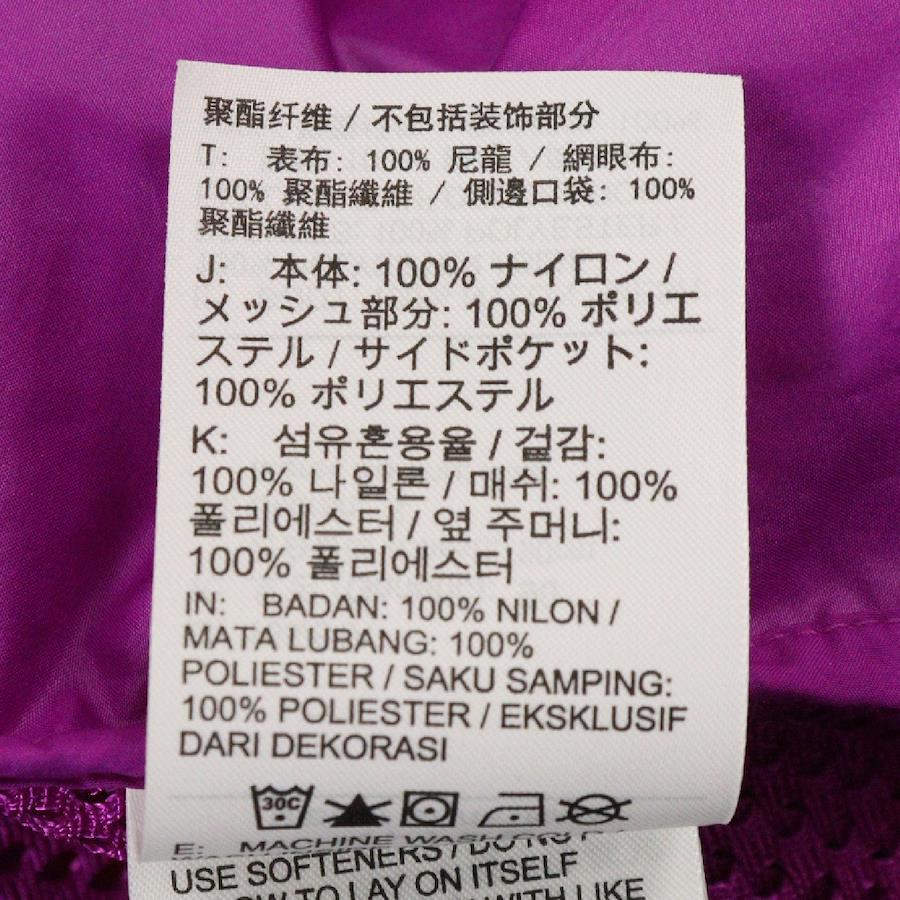 聚酯纤维 / 不包括装饰部分
T: 表布: 100% 尼龍 / 網眼布:
100% 聚酯纖維 / 側邊口袋: 100%
聚酯纖維
J: 本体: 100% ナイロン /
メッシュ部分: 100% ポリエ
ステル / サイドポケット:
100% ポリエステル
K: 섬유혼용율 / 겉감:
100% 나일론 / 매쉬: 100%
폴리에스터 / 옆 주머니:
100% 폴리에스터
IN: BADAN: 100% NILON /
MATA LUBANG: 100%
POLIESTER / SAKU SAMPING:
100% POLIESTER / EKSKLUSIF
DARI DEKORASI
30C
E: MACHINE WASH
USE SOFTENERS / DO NOT
TO LAY ON ITSELF
WITH LIKE